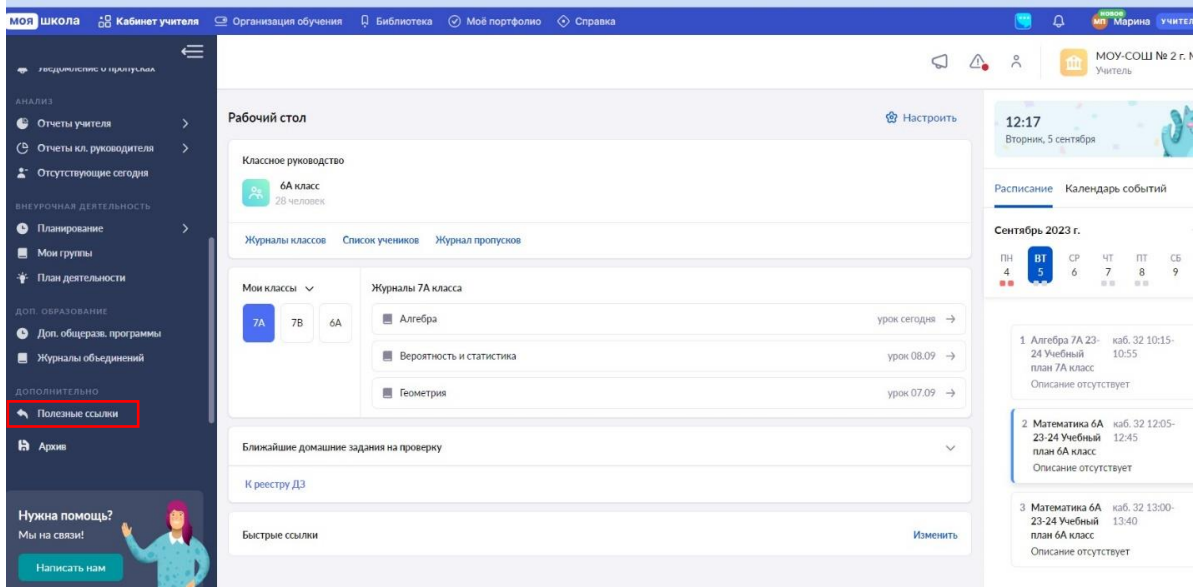 МОЯ ШКОЛА Кабинет учителя Организация обучения Библиотека Моё портфолио Справка НОВОЕ МП Марина УЧИТЕЛ
Уведомление о пропусках
АНАЛИЗ
Отчеты учителя
Отчеты кл. руководителя
Отсутствующие сегодня
ВНЕУРОЧНАЯ ДЕЯТЕЛЬНОСТЬ
Планирование
Мои группы
План деятельности
ДОП. ОБРАЗОВАНИЕ
Доп. общеразв. программы
Журналы объединений
ДОПОЛНИТЕЛЬНО
Полезные ссылки
Архив
Нужна помощь?
Мы на связи!
Написать нам
МОУ-СОШ № 2 г. М
Учитель
Рабочий стол
Настроить
Классное руководство
6А класс
28 человек
Журналы классов Список учеников Журнал пропусков
Мои классы
7А 7В 6А
Журналы 7А класса
Алгебра урок сегодня →
Вероятность и статистика урок 08.09 →
Геометрия урок 07.09 →
Ближайшие домашние задания на проверку
К реестру ДЗ
Быстрые ссылки Изменить
12:17
Вторник, 5 сентября
Расписание Календарь событий
Сентябрь 2023 г.
ПН ВТ СР ЧТ ПТ СБ
4 5 6 7 8 9
1 Алгебра 7А 23- каб. 32 10:15-
24 Учебный 10:55
план 7А класс
Описание отсутствует
2 Математика 6А каб. 32 12:05-
23-24 Учебный 12:45
план 6А класс
Описание отсутствует
3 Математика 6А каб. 32 13:00-
23-24 Учебный 13:40
план 6А класс
Описание отсутствует